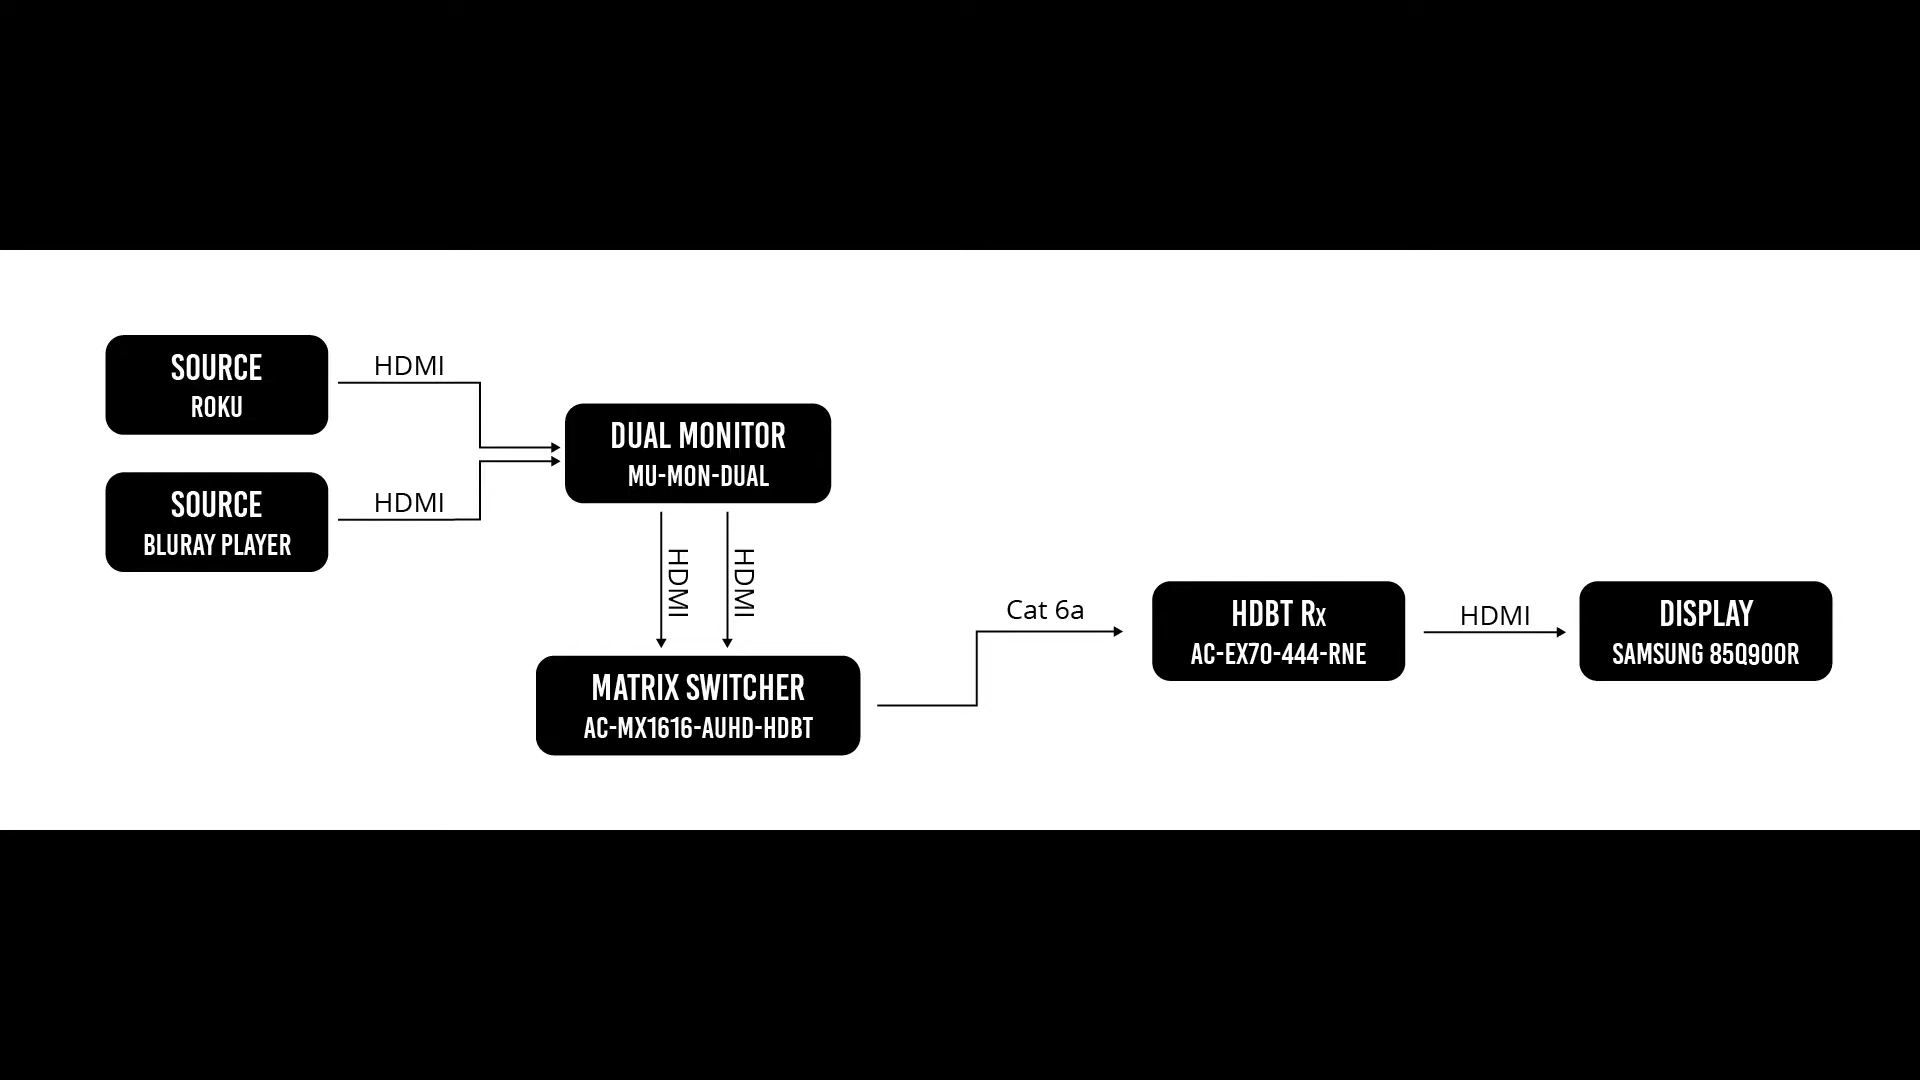 SOURCE
ROKU
HDMI
SOURCE
BLURAY PLAYER
HDMI
DUAL MONITOR
MU-MON-DUAL
HDMI
HDMI
MATRIX SWITCHER
AC-MX1616-AUHD-HDBT
Cat 6a
HDBT Rx
AC-EX70-444-RNE
HDMI
DISPLAY
SAMSUNG 85Q900R